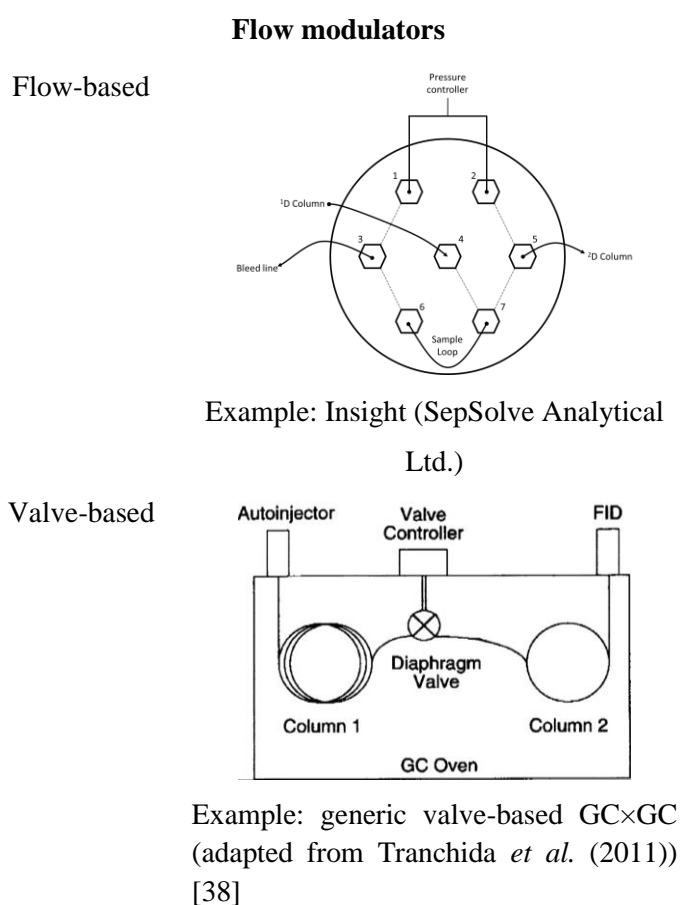 Flow modulators
Flow-based
Pressure
controller
1
2
¹D Column
3
4
5
²D Column
Bleed line
6
7
Sample
Loop
Example: Insight (SepSolve Analytical
Ltd.)
Valve-based
Autoinjector
Valve
Controller
FID
Diaphragm
Valve
Column 1
Column 2
GC Oven
Example: generic valve-based GC×GC
(adapted from Tranchida et al. (2011))
[38]